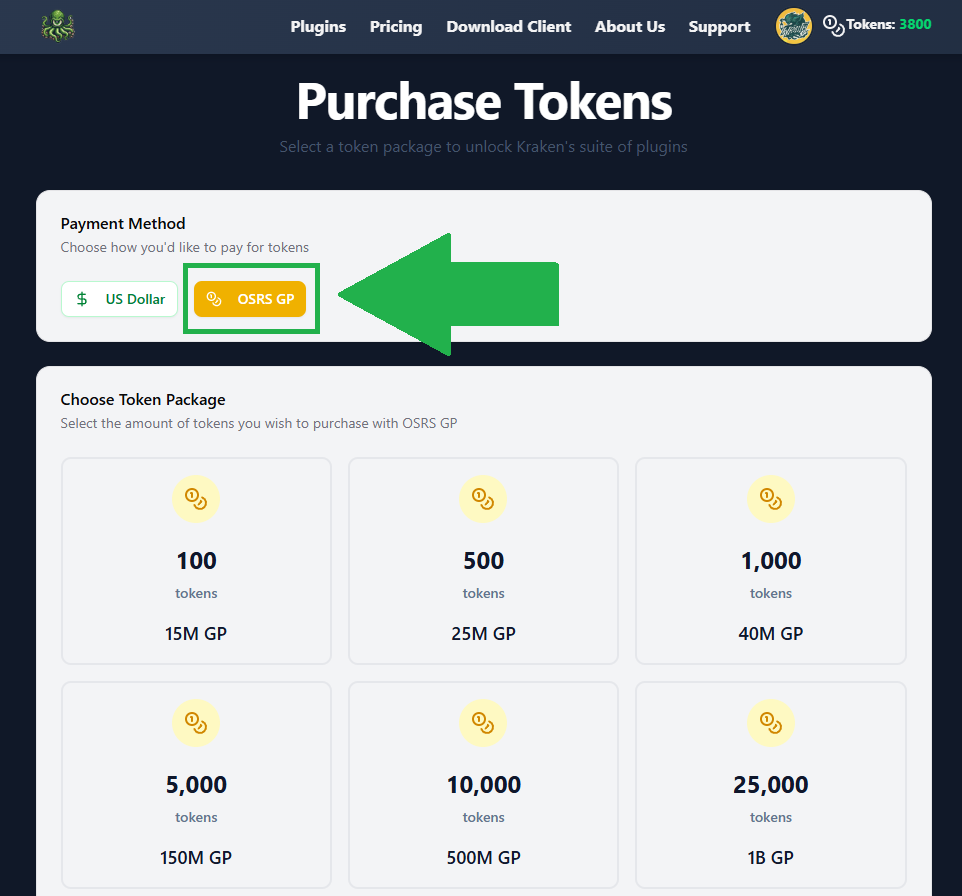 Plugins Pricing Download Client About Us Support Tokens: 3800
Purchase Tokens
Select a token package to unlock Kraken's suite of plugins
Payment Method
Choose how you'd like to pay for tokens
$ US Dollar OSRS GP
Choose Token Package
Select the amount of tokens you wish to purchase with OSRS GP
100 500 1,000
tokens tokens tokens
15M GP 25M GP 40M GP
5,000 10,000 25,000
tokens tokens tokens
150M GP 500M GP 1B GP